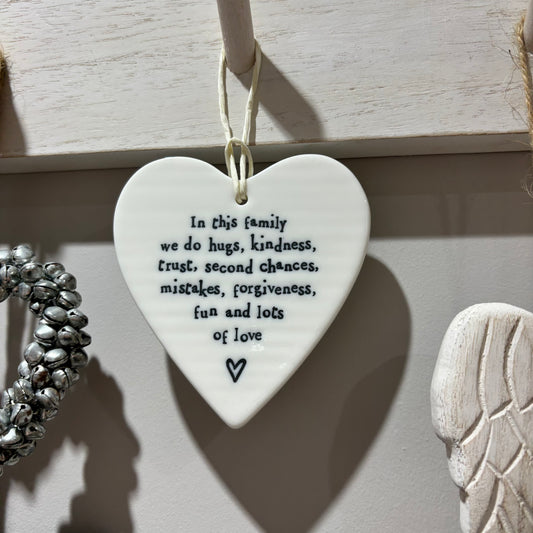 In this family
we do hugs, kindness,
trust, second chances,
mistakes, forgiveness,
fun and lots
of love